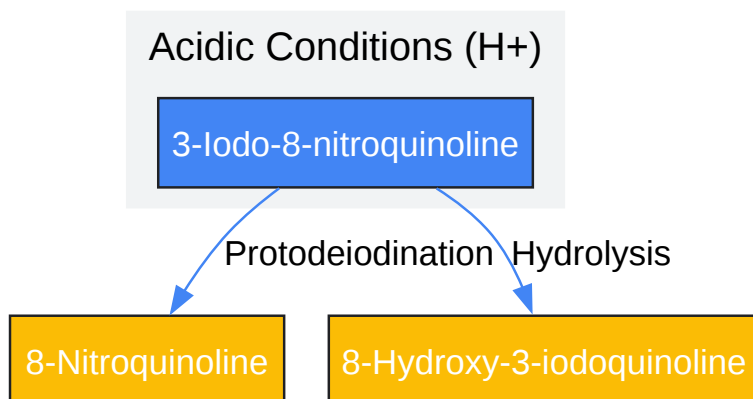 Acidic Conditions (H+)
3-Iodo-8-nitroquinoline
Protodeiodination
Hydrolysis
8-Nitroquinoline
8-Hydroxy-3-iodoquinoline